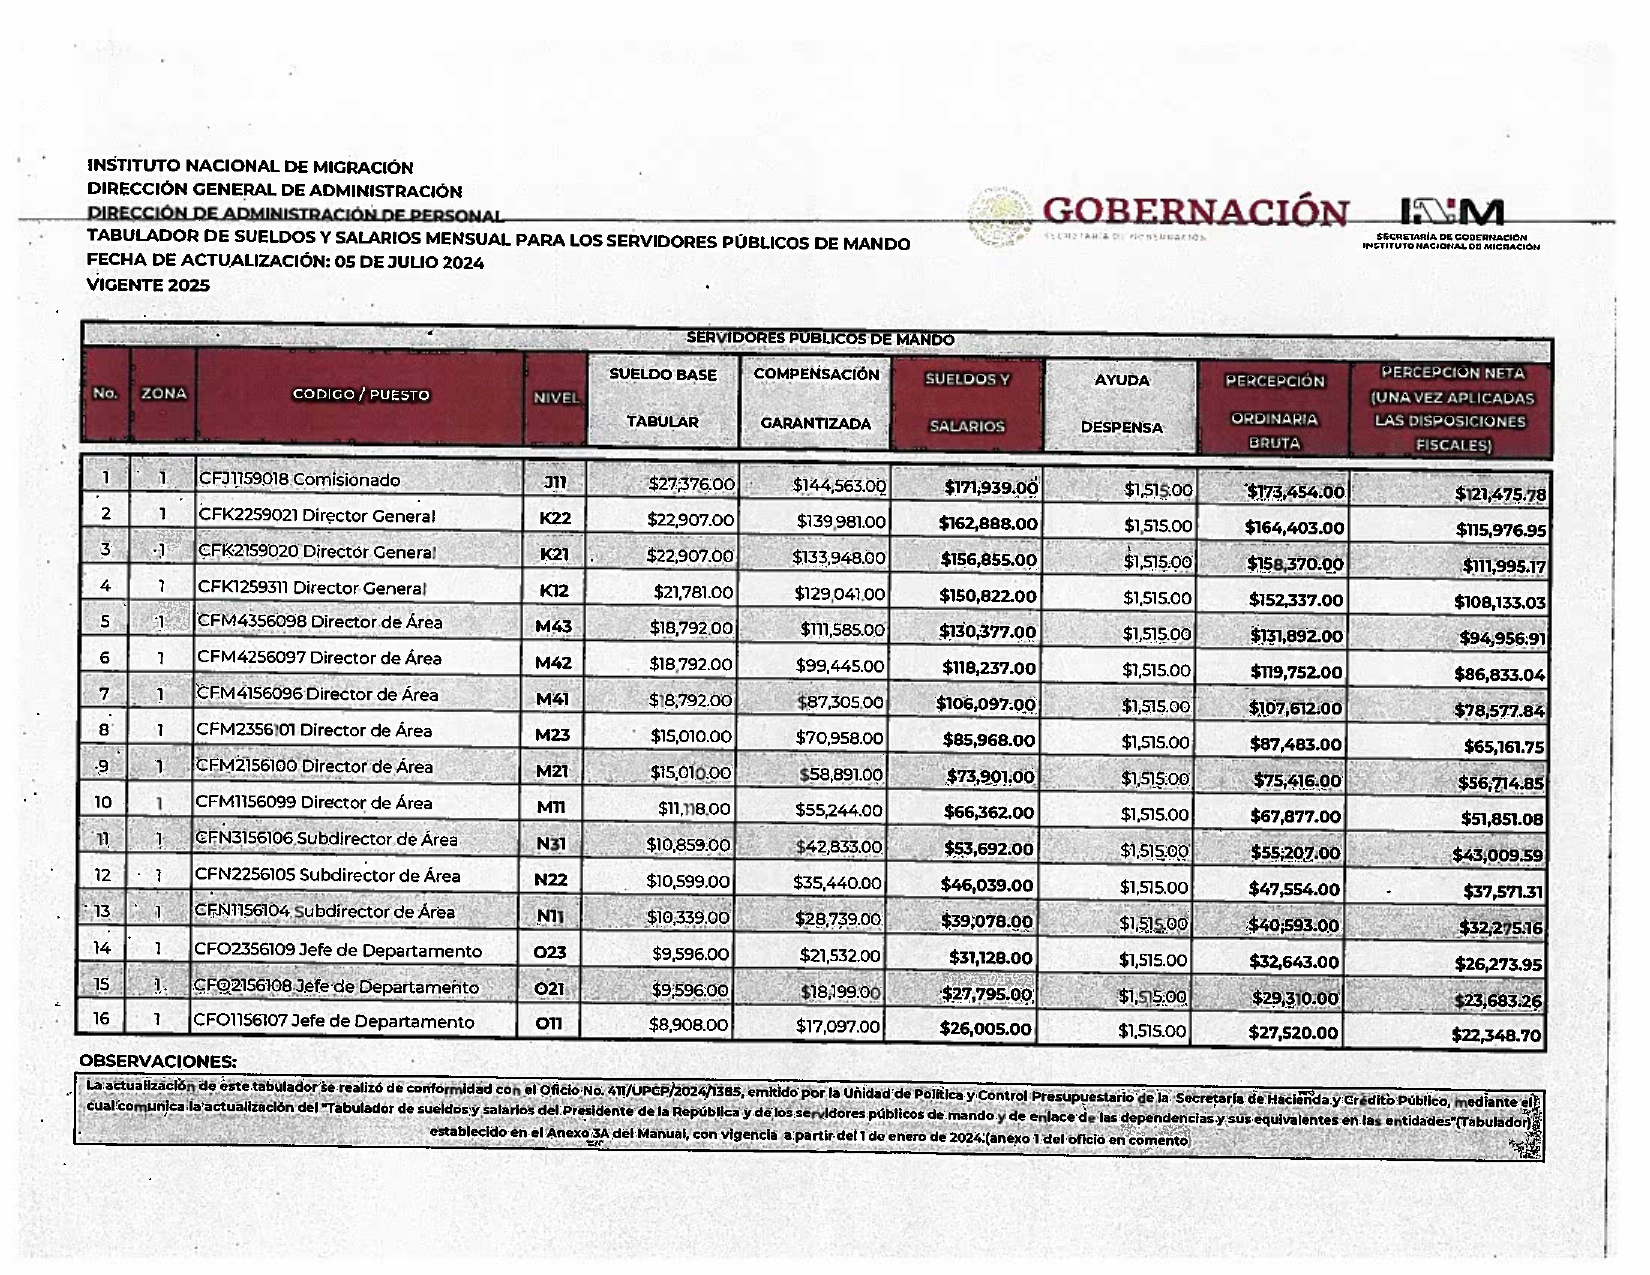 INSTITUTO NACIONAL DE MIGRACIÓN
DIRECCIÓN GENERAL DE ADMINISTRACIÓN
DIRECCIÓN DE ADMINISTRACIÓN DE PERSONAL
TABULADOR DE SUELDOS Y SALARIOS MENSUAL PARA LOS SERVIDORES PÚBLICOS DE MANDO
FECHA DE ACTUALIZACIÓN: 05 DE JULIO 2024
VIGENTE 2025
GOBERNACIÓN
SECRETARÍA DE GOBERNACIÓN
INM
SECRETARÍA DE GOBERNACIÓN
INSTITUTO NACIONAL DE MIGRACIÓN
SERVIDORES PÚBLICOS DE MANDO
No. ZONA CODIGO / PUESTO NIVEL SUELDO BASE TABULAR COMPENSACIÓN GARANTIZADA SUELDOS Y SALARIOS AYUDA DESPENSA PERCEPCIÓN ORDINARIA BRUTA PERCEPCIÓN NETA (UNA VEZ APLICADAS LAS DISPOSICIONES FISCALES)
1 1 CFJ1159018 Comisionado J11 $27,376.00 $144,563.00 $171,939.00 $1,515.00 $173,454.00 $121,475.78
2 1 CFK2259021 Director General K22 $22,907.00 $139,981.00 $162,888.00 $1,515.00 $164,403.00 $115,976.95
3 1 CFK2159020 Director General K21 $22,907.00 $133,948.00 $156,855.00 $1,515.00 $158,370.00 $111,995.17
4 1 CFK1259311 Director General K12 $21,781.00 $129,041.00 $150,822.00 $1,515.00 $152,337.00 $108,133.03
5 1 CFM4356098 Director de Área M43 $18,792.00 $111,585.00 $130,377.00 $1,515.00 $131,892.00 $94,956.91
6 1 CFM4256097 Director de Área M42 $18,792.00 $99,445.00 $118,237.00 $1,515.00 $119,752.00 $86,833.04
7 1 CFM4156096 Director de Área M41 $18,792.00 $87,305.00 $106,097.00 $1,515.00 $107,612.00 $78,577.84
8 1 CFM2356101 Director de Área M23 $15,010.00 $70,958.00 $85,968.00 $1,515.00 $87,483.00 $65,161.75
9 1 CFM2156100 Director de Área M21 $15,010.00 $58,891.00 $73,901.00 $1,515.00 $75,416.00 $56,714.85
10 1 CFM1156099 Director de Área M11 $11,118.00 $55,244.00 $66,362.00 $1,515.00 $67,877.00 $51,851.08
11 1 CFN3156106 Subdirector de Área N31 $10,859.00 $42,833.00 $53,692.00 $1,515.00 $55,207.00 $43,009.59
12 1 CFN2256105 Subdirector de Área N22 $10,599.00 $35,440.00 $46,039.00 $1,515.00 $47,554.00 $37,571.31
13 1 CFN1156104 Subdirector de Área N11 $10,339.00 $28,739.00 $39,078.00 $1,515.00 $40,593.00 $32,275.16
14 1 CFO2356109 Jefe de Departamento O23 $9,596.00 $21,532.00 $31,128.00 $1,515.00 $32,643.00 $26,273.95
15 1 CFO2156108 Jefe de Departamento O21 $9,596.00 $18,199.00 $27,795.00 $1,515.00 $29,310.00 $23,683.26
16 1 CFO1156107 Jefe de Departamento O11 $8,908.00 $17,097.00 $26,005.00 $1,515.00 $27,520.00 $22,348.70
OBSERVACIONES:
La actualización de este tabulador se realizó de conformidad con el Oficio No. 411/UPCP/2024/1385, emitido por la Unidad de Política y Control Presupuestario de la Secretaría de Hacienda y Crédito Público, mediante el
cual comunica la actualización del "Tabulador de sueldos y salarios del Presidente de la República y de los servidores públicos de mando y de enlace de las dependencias y sus equivalentes en las entidades"(Tabulador)
establecido en el Anexo 3A del Manual, con vigencia a partir del 1 de enero de 2024.(anexo 1 del oficio en comento